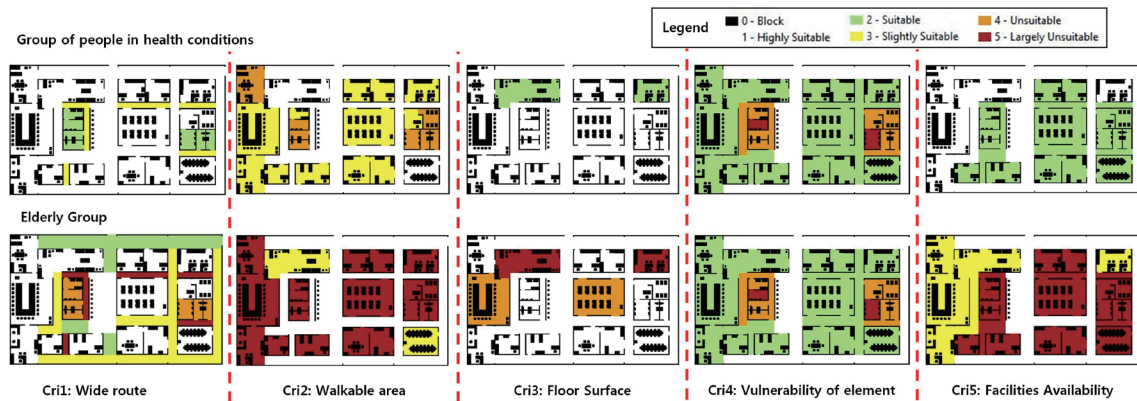 Group of people in health conditions
Legend
0 - Block
1 - Highly Suitable
2 - Suitable
3 - Slightly Suitable
4 - Unsuitable
5 - Largely Unsuitable
Elderly Group
Cri1: Wide route
Cri2: Walkable area
Cri3: Floor Surface
Cri4: Vulnerability of element
Cri5: Facilities Availability